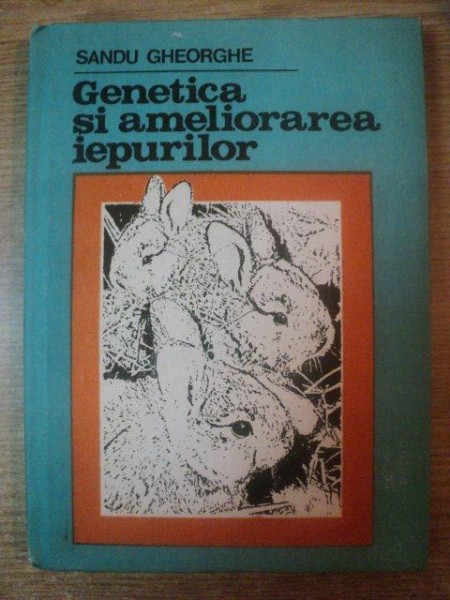 SANDU GHEORGHE
Genetica
și ameliorarea
iepurilor